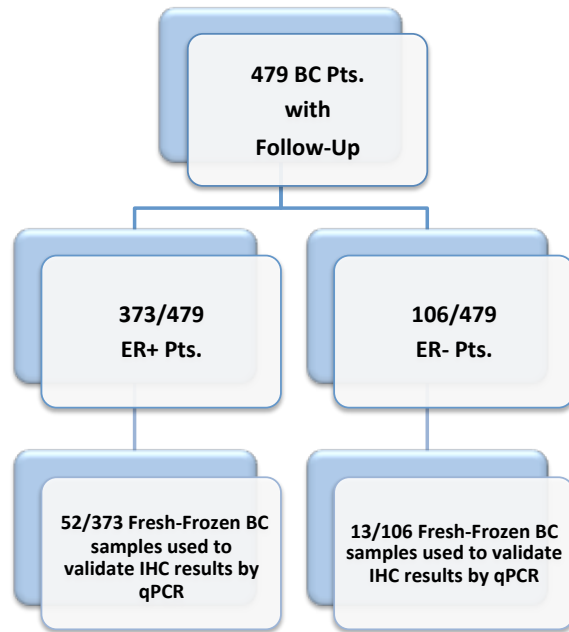 479 BC Pts.
with
Follow-Up
373/479
ER+ Pts.
106/479
ER- Pts.
52/373 Fresh-Frozen BC
samples used to
validate IHC results by
qPCR
13/106 Fresh-Frozen BC
samples used to validate
IHC results by qPCR